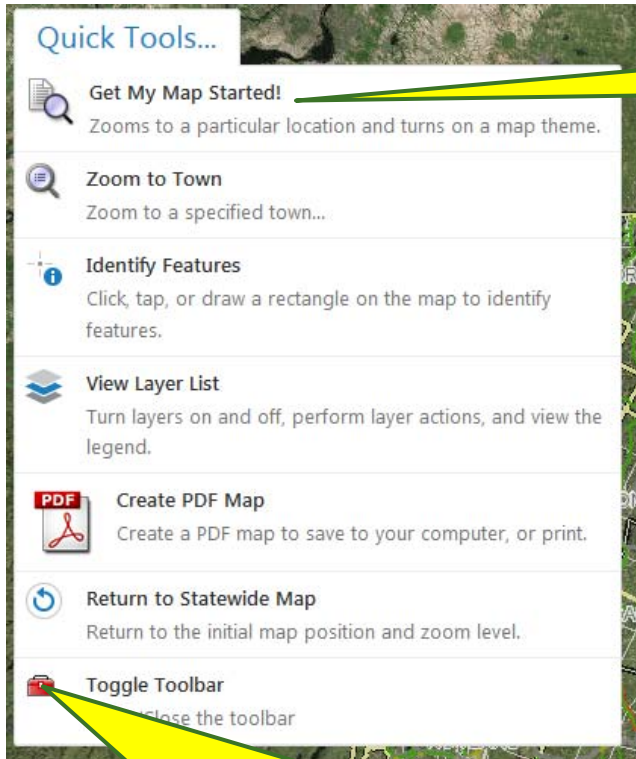 Quick Tools...
Get My Map Started!
Zooms to a particular location and turns on a map theme.
Zoom to Town
Zoom to a specified town...
Identify Features
Click, tap, or draw a rectangle on the map to identify
features.
View Layer List
Turn layers on and off, perform layer actions, and view the
legend.
PDF
Create PDF Map
Create a PDF map to save to your computer, or print.
Return to Statewide Map
Return to the initial map position and zoom level.
Toggle Toolbar
Close the toolbar